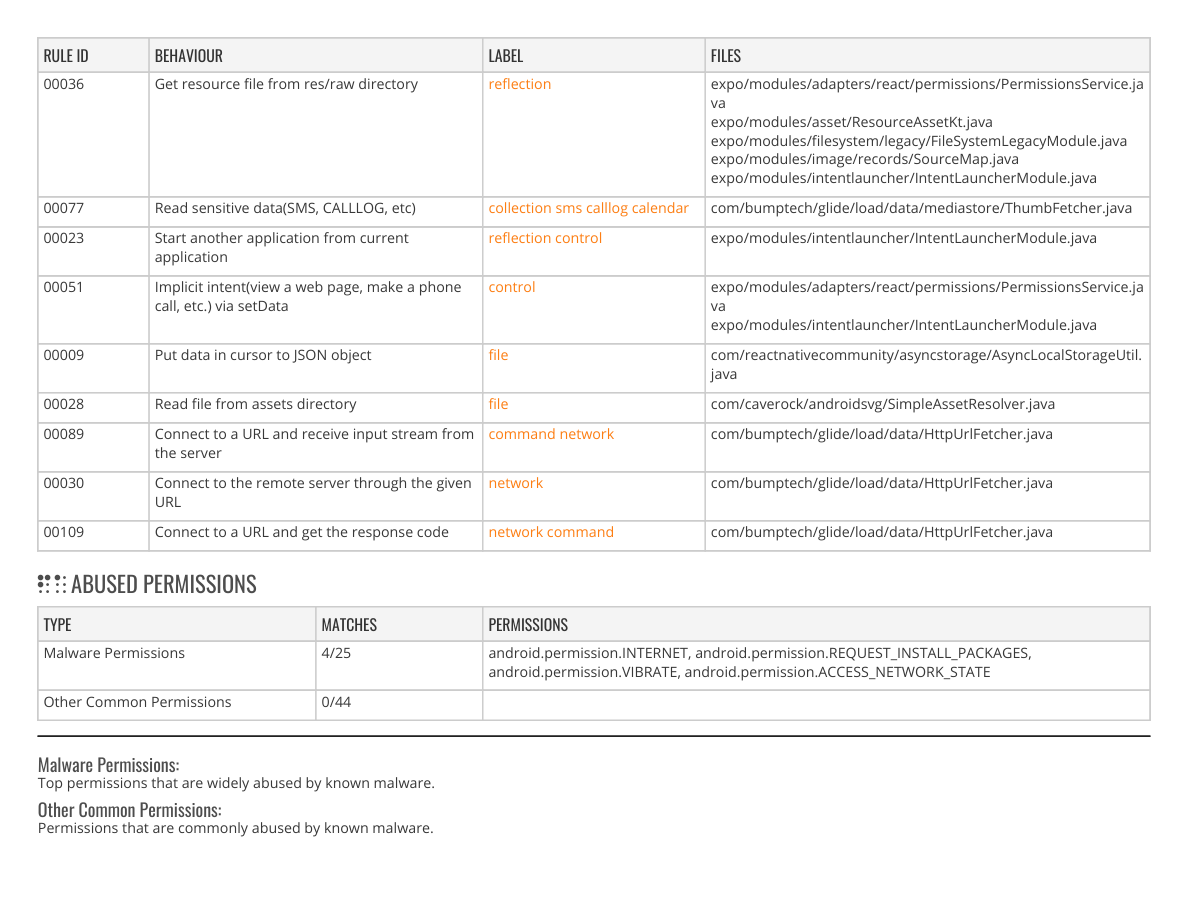 RULE ID BEHAVIOUR LABEL FILES
00036 Get resource file from res/raw directory reflection expo/modules/adapters/react/permissions/PermissionsService.ja
va
expo/modules/asset/ResourceAssetKt.java
expo/modules/filesystem/legacy/FileSystemLegacyModule.java
expo/modules/image/records/SourceMap.java
expo/modules/intentlauncher/IntentLauncherModule.java
00077 Read sensitive data(SMS, CALLLOG, etc) collection sms calllog calendar com/bumptech/glide/load/data/mediastore/ThumbFetcher.java
00023 Start another application from current reflection control expo/modules/intentlauncher/IntentLauncherModule.java
application
00051 Implicit intent(view a web page, make a phone control expo/modules/adapters/react/permissions/PermissionsService.ja
call, etc.) via setData va
expo/modules/intentlauncher/IntentLauncherModule.java
00009 Put data in cursor to JSON object file com/reactnativecommunity/asyncstorage/AsyncLocalStorageUtil.
java
00028 Read file from assets directory file com/caverock/androidsvg/SimpleAssetResolver.java
00089 Connect to a URL and receive input stream from command network com/bumptech/glide/load/data/HttpUrlFetcher.java
the server
00030 Connect to the remote server through the given network com/bumptech/glide/load/data/HttpUrlFetcher.java
URL
00109 Connect to a URL and get the response code network command com/bumptech/glide/load/data/HttpUrlFetcher.java
ABUSED PERMISSIONS
TYPE MATCHES PERMISSIONS
Malware Permissions 4/25 android.permission.INTERNET, android.permission.REQUEST_INSTALL_PACKAGES,
android.permission.VIBRATE, android.permission.ACCESS_NETWORK_STATE
Other Common Permissions 0/44
Malware Permissions:
Top permissions that are widely abused by known malware.
Other Common Permissions:
Permissions that are commonly abused by known malware.